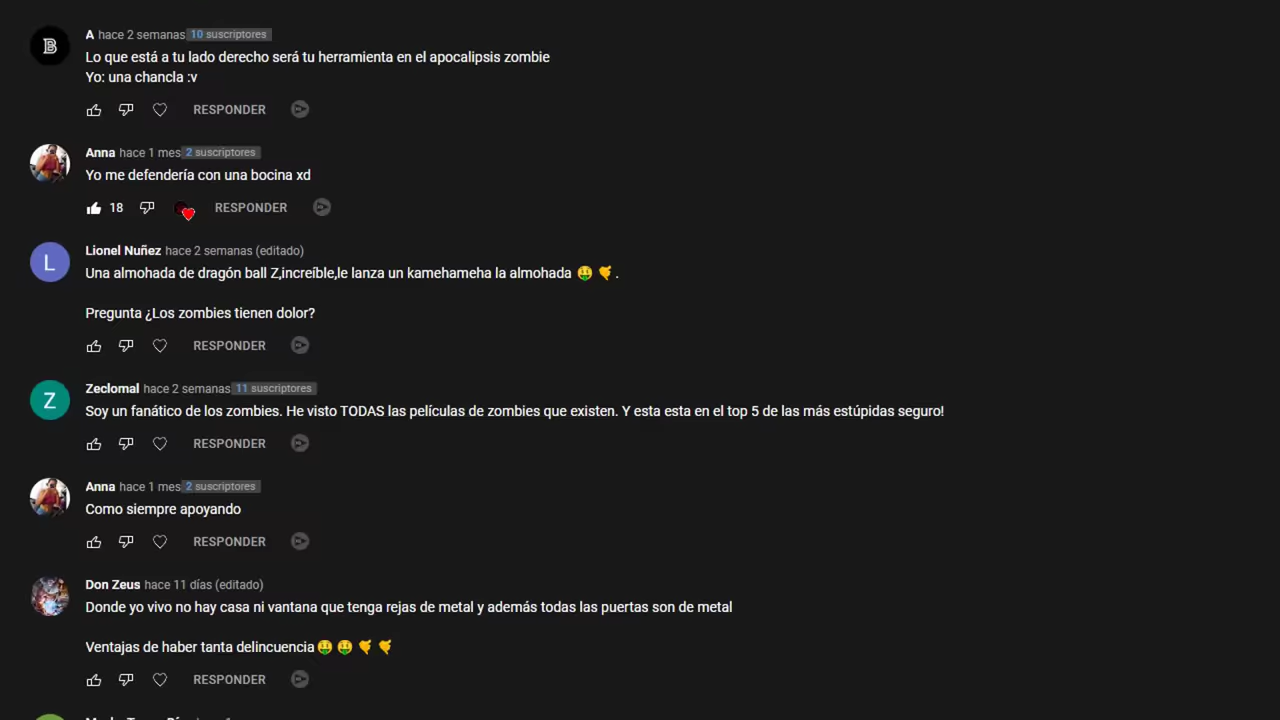 B
A hace 2 semanas 10 suscriptores
Lo que está a tu lado derecho será tu herramienta en el apocalipsis zombie
Yo: una chancla :v
RESPONDER
Anna hace 1 mes 2 suscriptores
Yo me defendería con una bocina xd
18 RESPONDER
L
Lionel Nuñez hace 2 semanas (editado)
Una almohada de dragón ball Z,increíble,le lanza un kamehameha la almohada 🤑 🤙 .
Pregunta ¿Los zombies tienen dolor?
RESPONDER
Z
Zeclomal hace 2 semanas 11 suscriptores
Soy un fanático de los zombies. He visto TODAS las películas de zombies que existen. Y esta esta en el top 5 de las más estúpidas seguro!
RESPONDER
Anna hace 1 mes 2 suscriptores
Como siempre apoyando
RESPONDER
Don Zeus hace 11 días (editado)
Donde yo vivo no hay casa ni vantana que tenga rejas de metal y además todas las puertas son de metal
Ventajas de haber tanta delincuencia🤑 🤑 🤙 🤙
RESPONDER